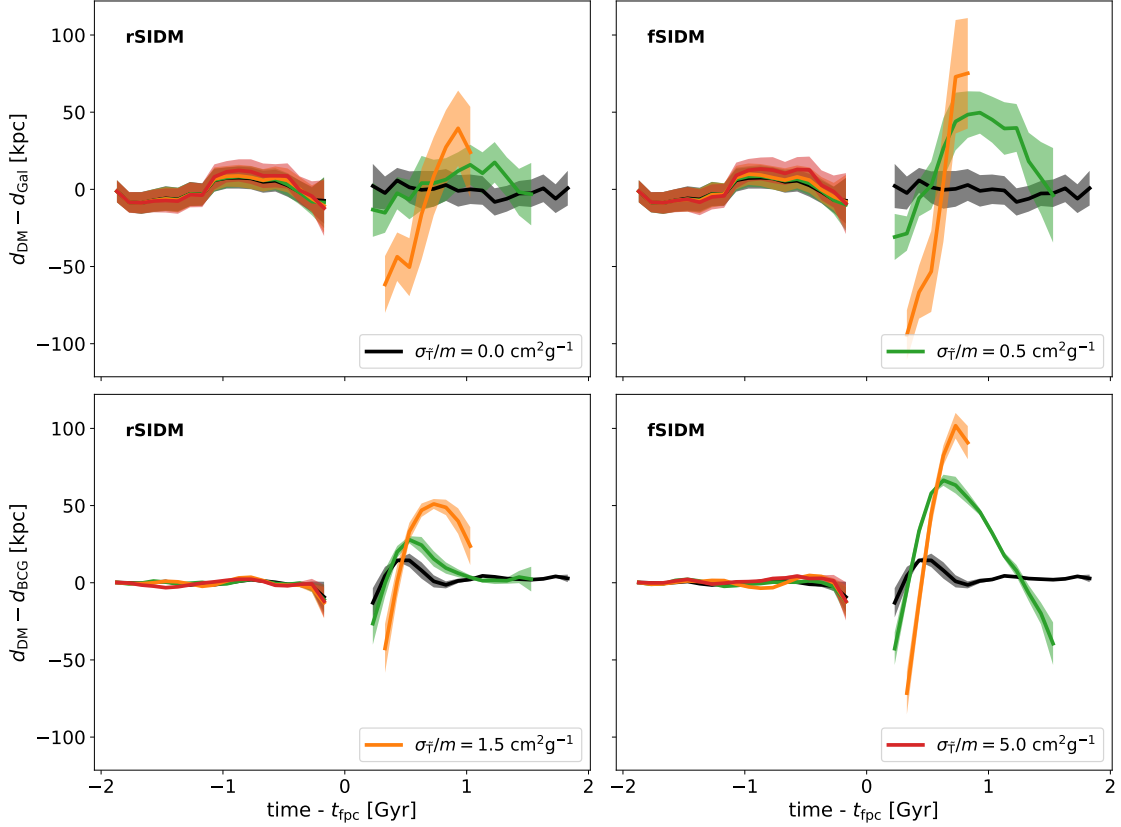 rSIDM
fSIDM
100
50
0
−50
−100
d_DM − d_Gal [kpc]
σ_T̃/m = 0.0 cm²g⁻¹
σ_T̃/m = 0.5 cm²g⁻¹
rSIDM
fSIDM
100
50
0
−50
−100
d_DM − d_BCG [kpc]
σ_T̃/m = 1.5 cm²g⁻¹
σ_T̃/m = 5.0 cm²g⁻¹
−2 −1 0 1 2
−2 −1 0 1 2
time - t_fpc [Gyr]
time - t_fpc [Gyr]